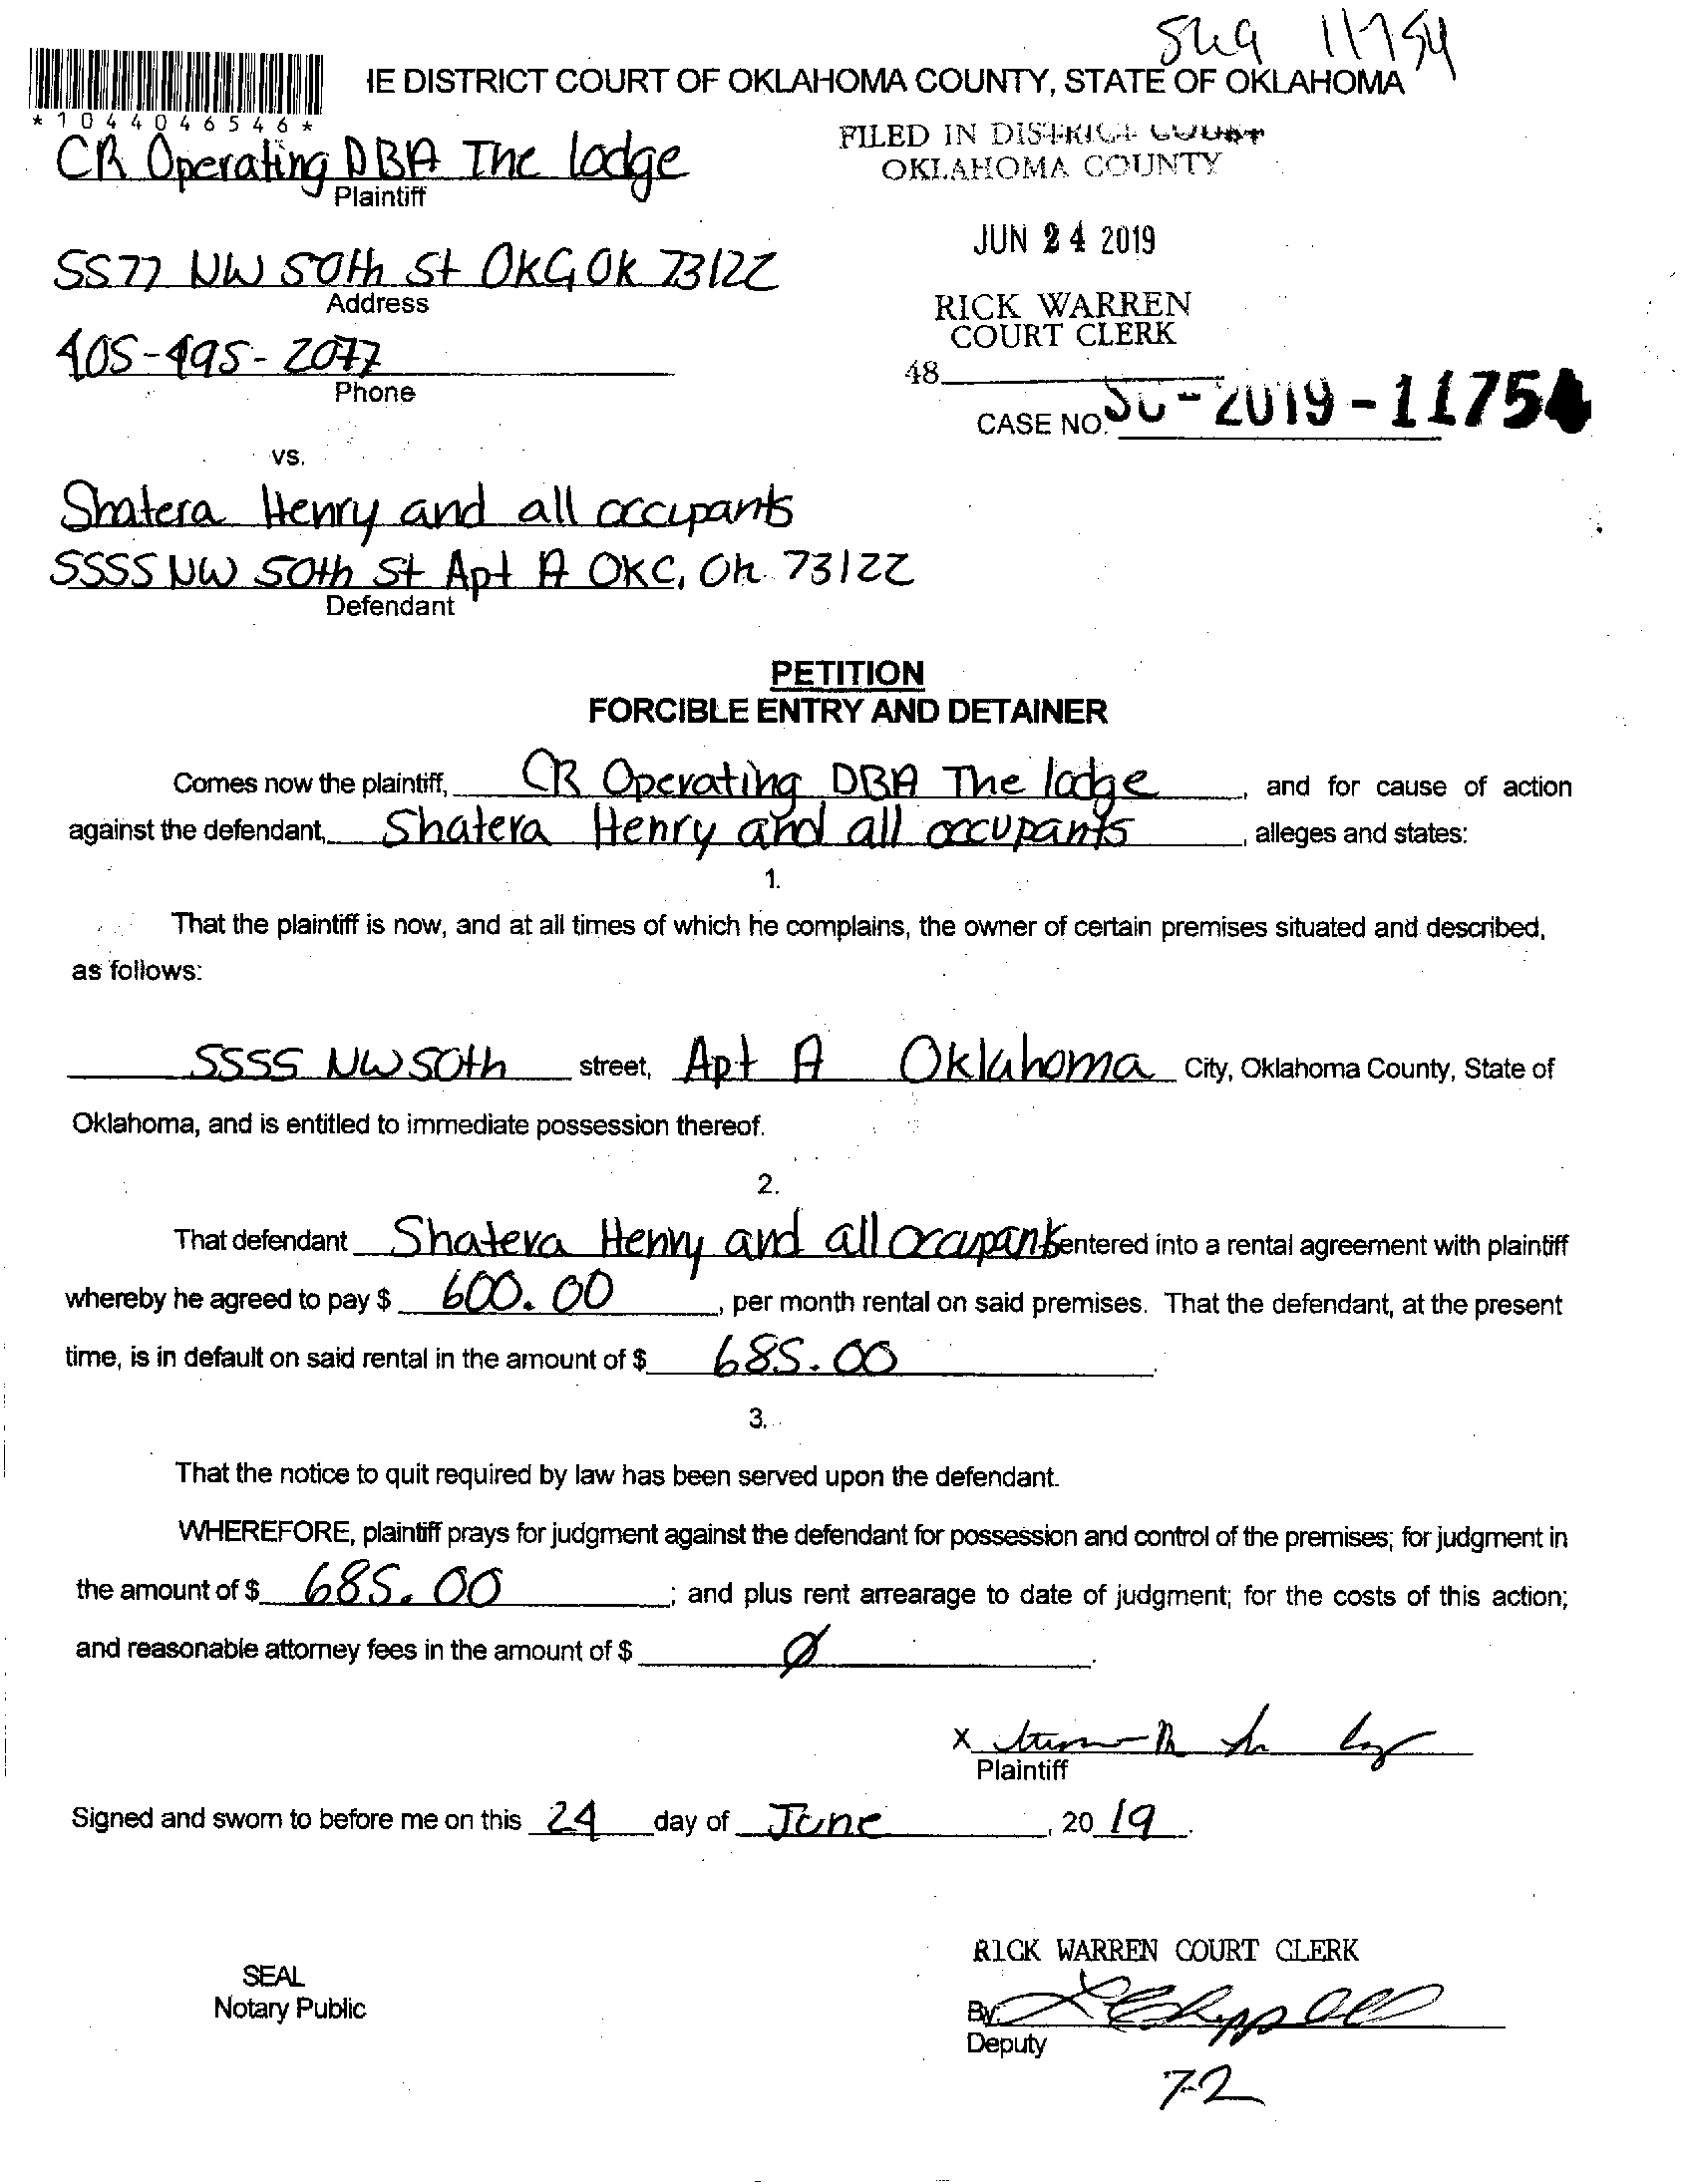 11754
IE DISTRICT COURT OF OKLAHOMA COUNTY, STATE OF OKLAHOMA
*1044046546*
CR Operating DBA The lodge
Plaintiff
FILED IN DISTRICT COURT
OKLAHOMA COUNTY
JUN 24 2019
5577 NW 50th St OKC, OK 73122
Address
RICK WARREN
COURT CLERK
405-495-2077
Phone
48
CASE NO. SC-2019-11754
vs.
Shatera Henry and all occupants
5555 NW 50th St Apt A OKC, Ok 73122
Defendant
PETITION
FORCIBLE ENTRY AND DETAINER
Comes now the plaintiff, CR Operating DBA The lodge, and for cause of action
against the defendant, Shatera Henry and all occupants, alleges and states:
1.
That the plaintiff is now, and at all times of which he complains, the owner of certain premises situated and described,
as follows:
5555 NW 50th street, Apt A Oklahoma City, Oklahoma County, State of
Oklahoma, and is entitled to immediate possession thereof.
2.
That defendant Shatera Henry and all occupants entered into a rental agreement with plaintiff
whereby he agreed to pay $ 600.00, per month rental on said premises. That the defendant, at the present
time, is in default on said rental in the amount of $ 685.00.
3.
That the notice to quit required by law has been served upon the defendant.
WHEREFORE, plaintiff prays for judgment against the defendant for possession and control of the premises; for judgment in
the amount of $ 685.00; and plus rent arrearage to date of judgment; for the costs of this action;
and reasonable attorney fees in the amount of $ Ø.
X
Plaintiff
Signed and sworn to before me on this 24 day of June, 2019.
RICK WARREN COURT CLERK
SEAL
Notary Public
By:
Deputy
72